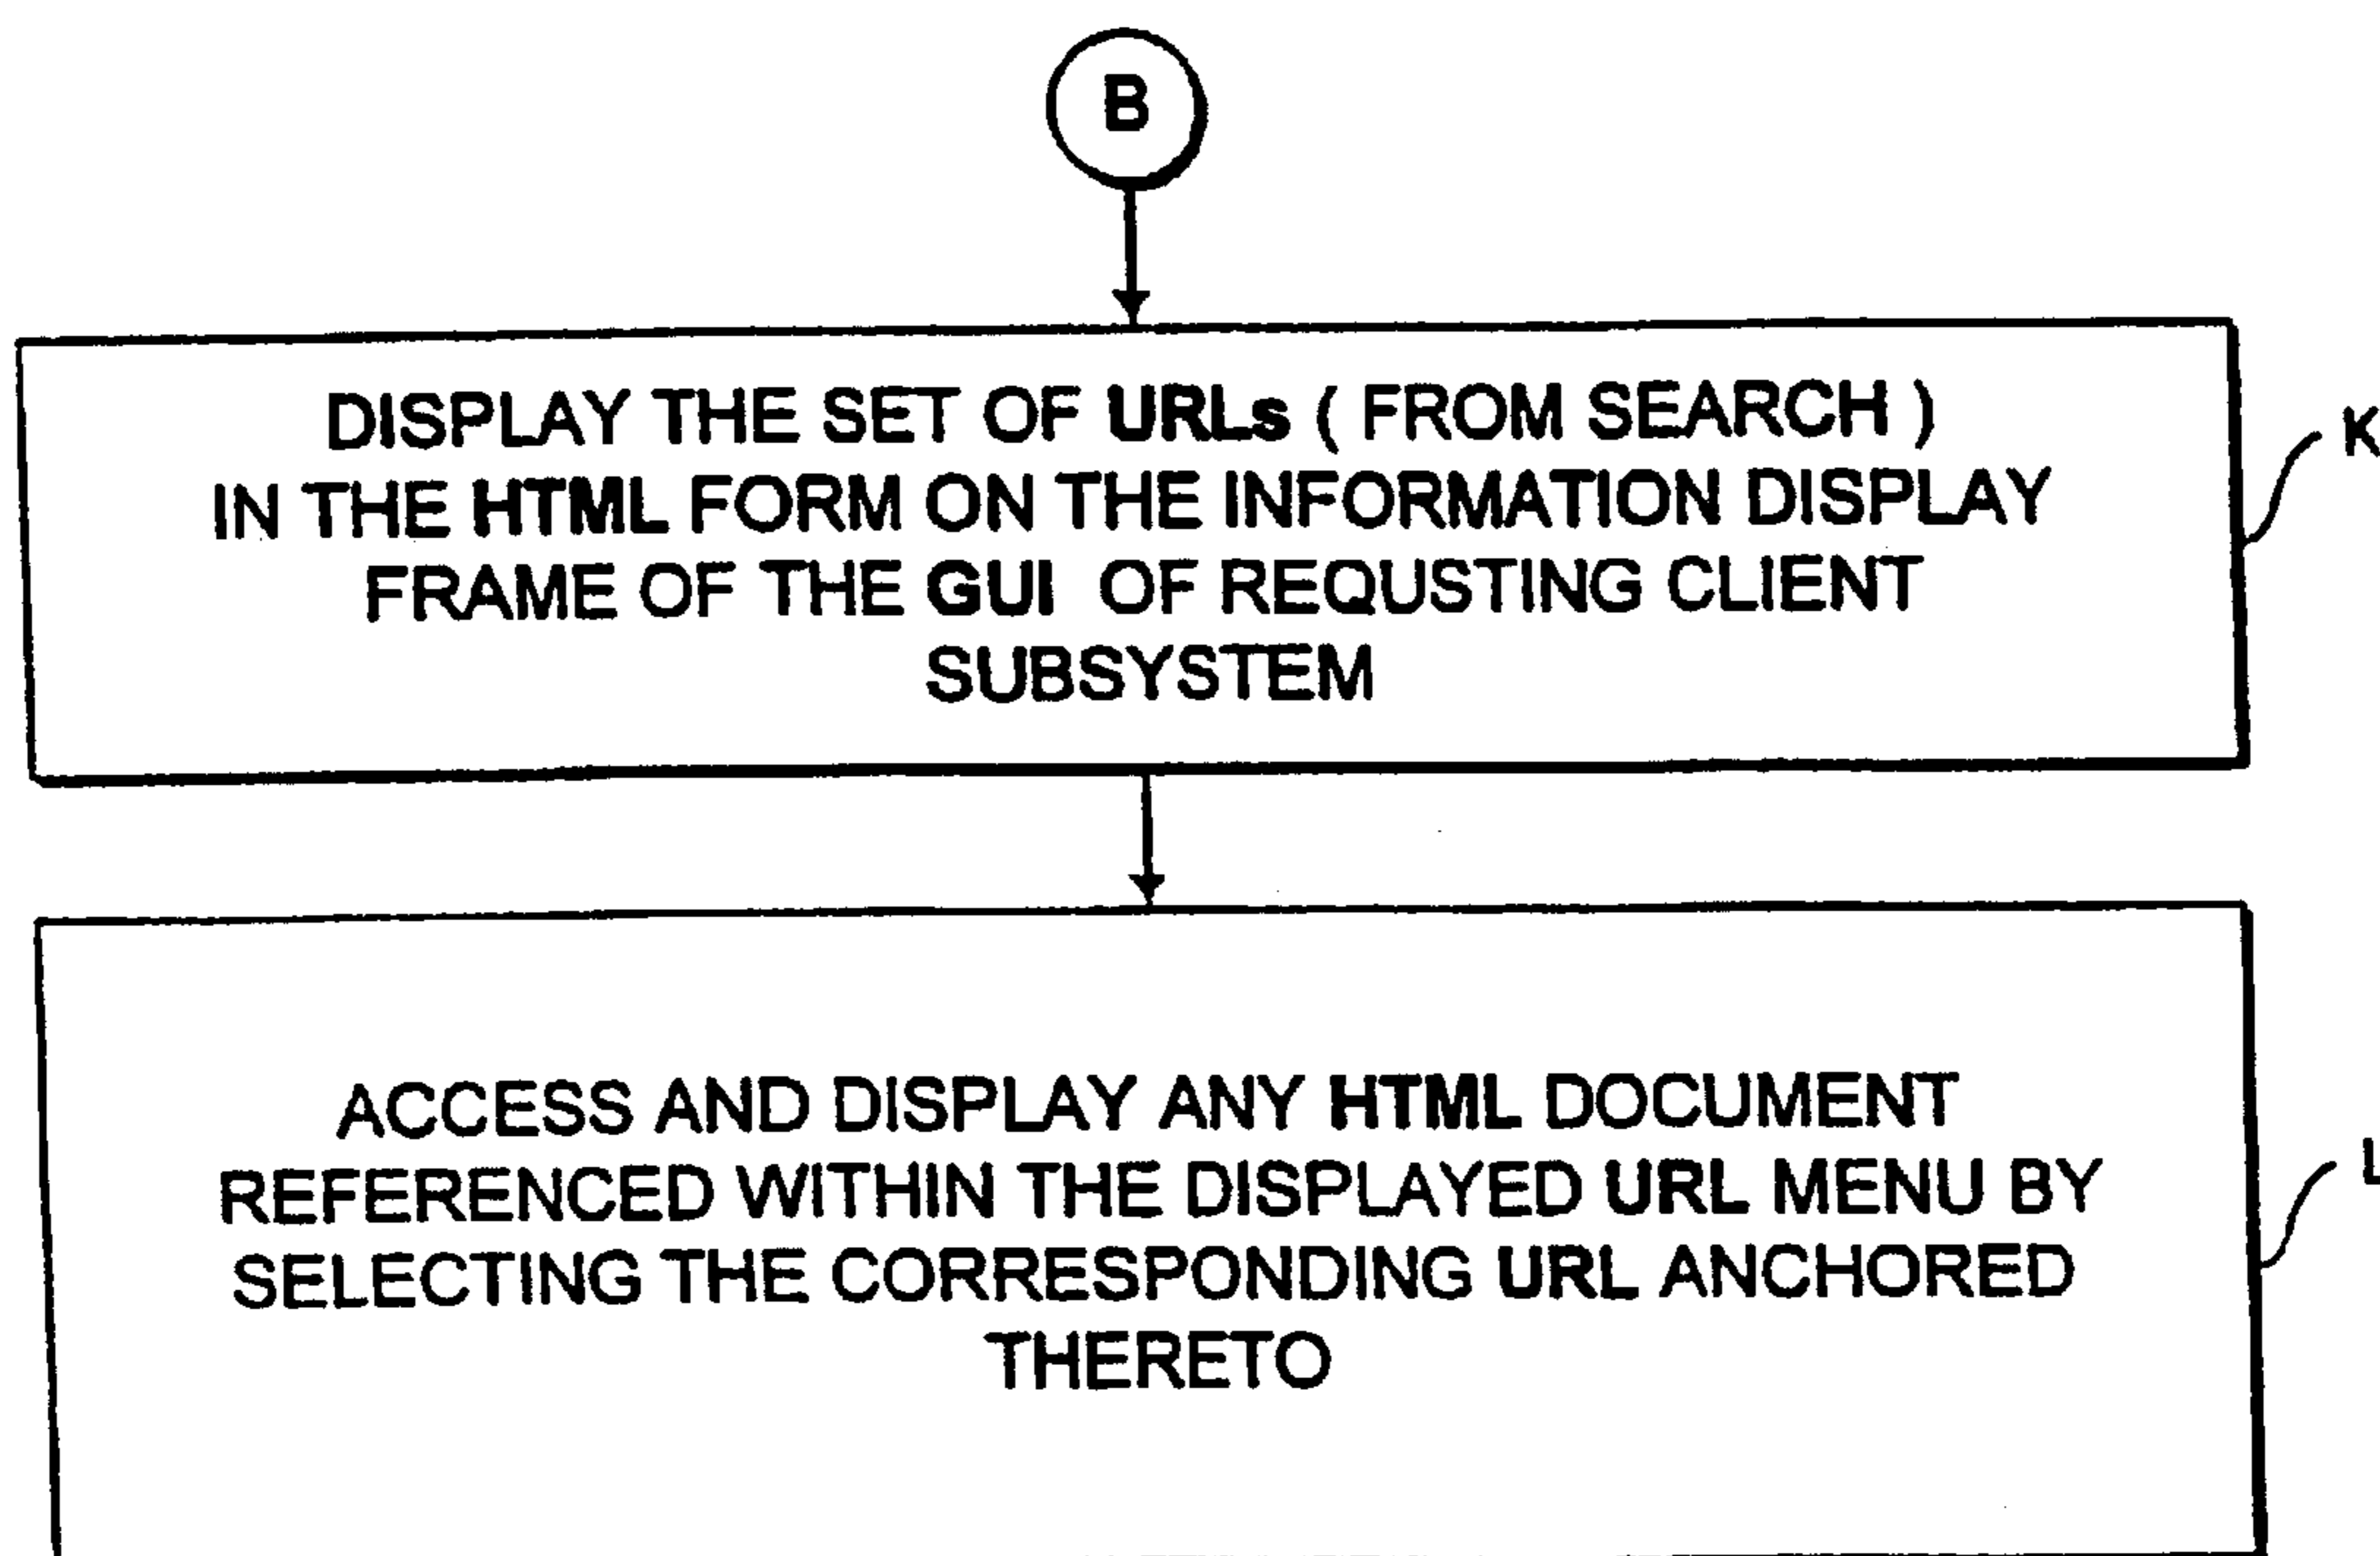 B
DISPLAY THE SET OF URLs ( FROM SEARCH )
IN THE HTML FORM ON THE INFORMATION DISPLAY
FRAME OF THE GUI OF REQUSTING CLIENT
SUBSYSTEM
K
ACCESS AND DISPLAY ANY HTML DOCUMENT
REFERENCED WITHIN THE DISPLAYED URL MENU BY
SELECTING THE CORRESPONDING URL ANCHORED
THERETO
L